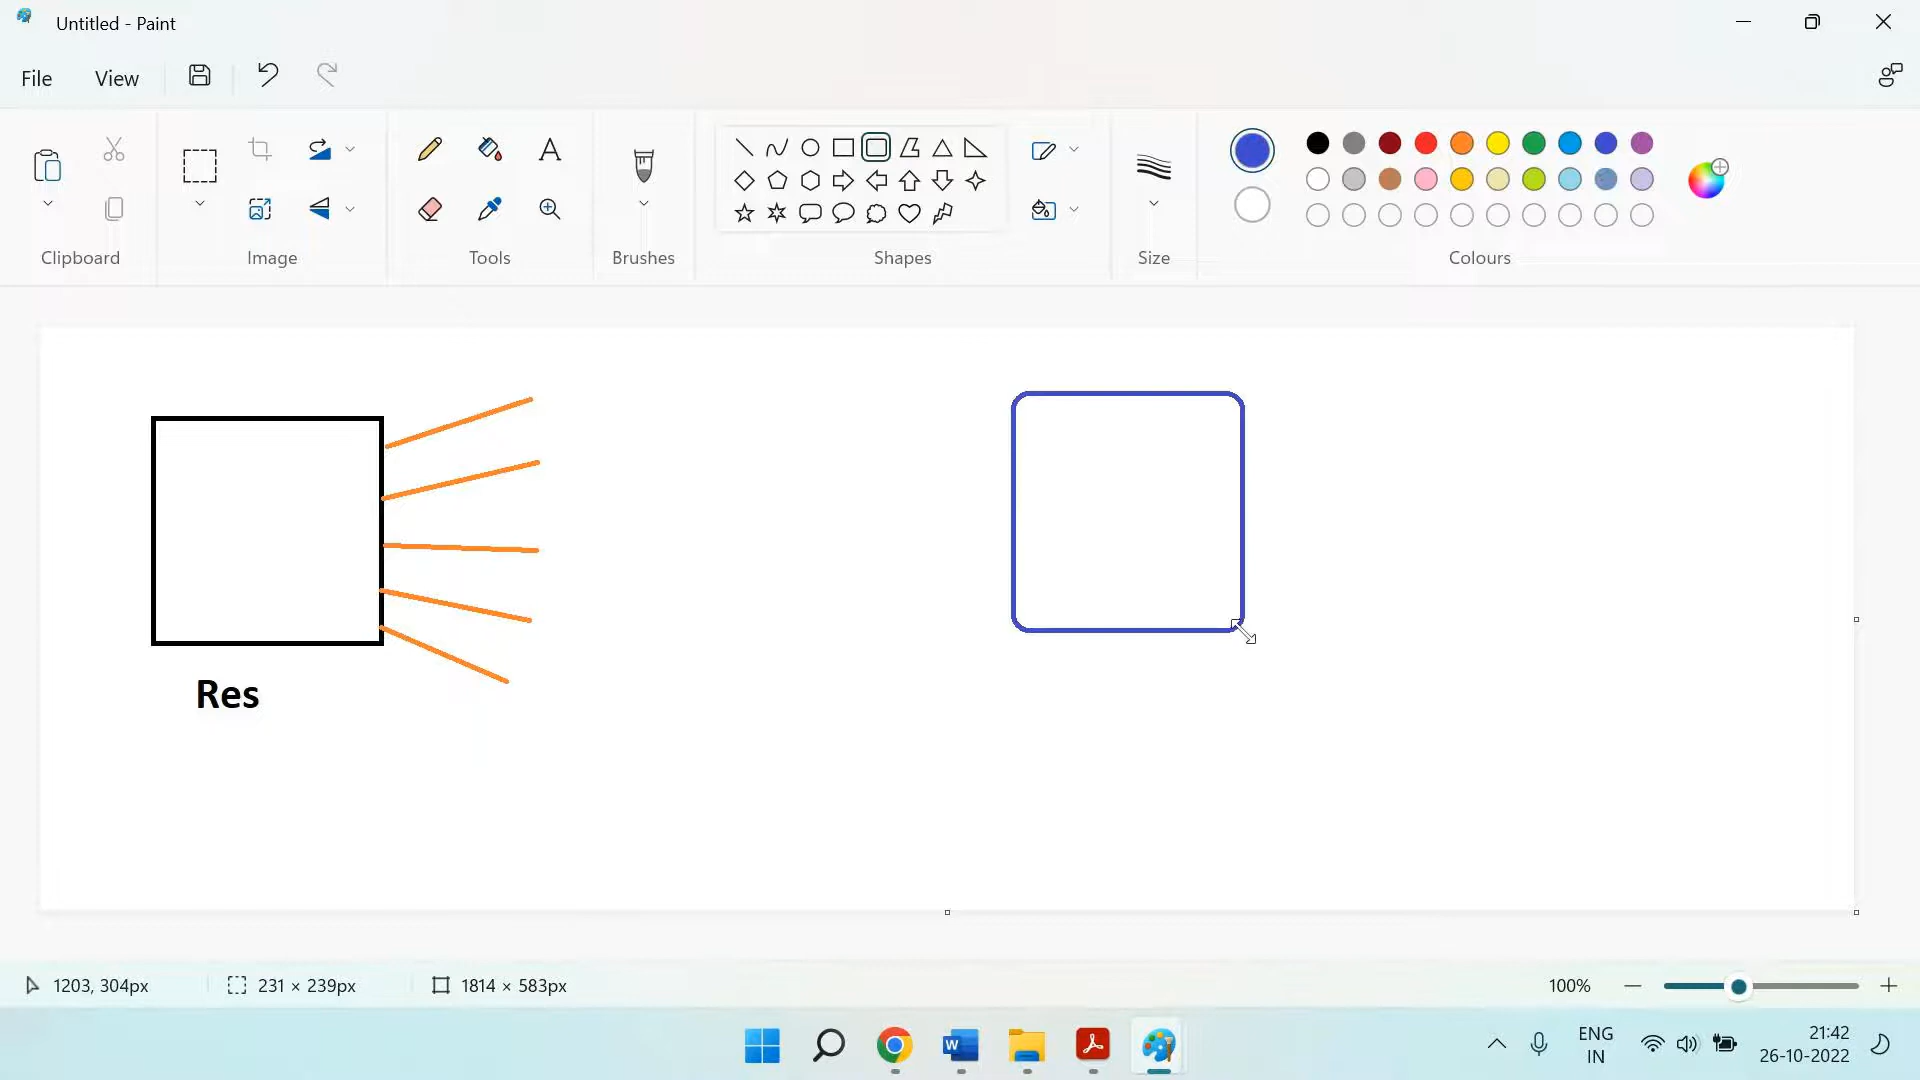 Untitled - Paint
File View
Clipboard
Image
Tools
Brushes
Shapes
Size
Colours
Res
1203, 304px
231 × 239px
1814 × 583px
100%
W
ENG
IN
21:42
26-10-2022